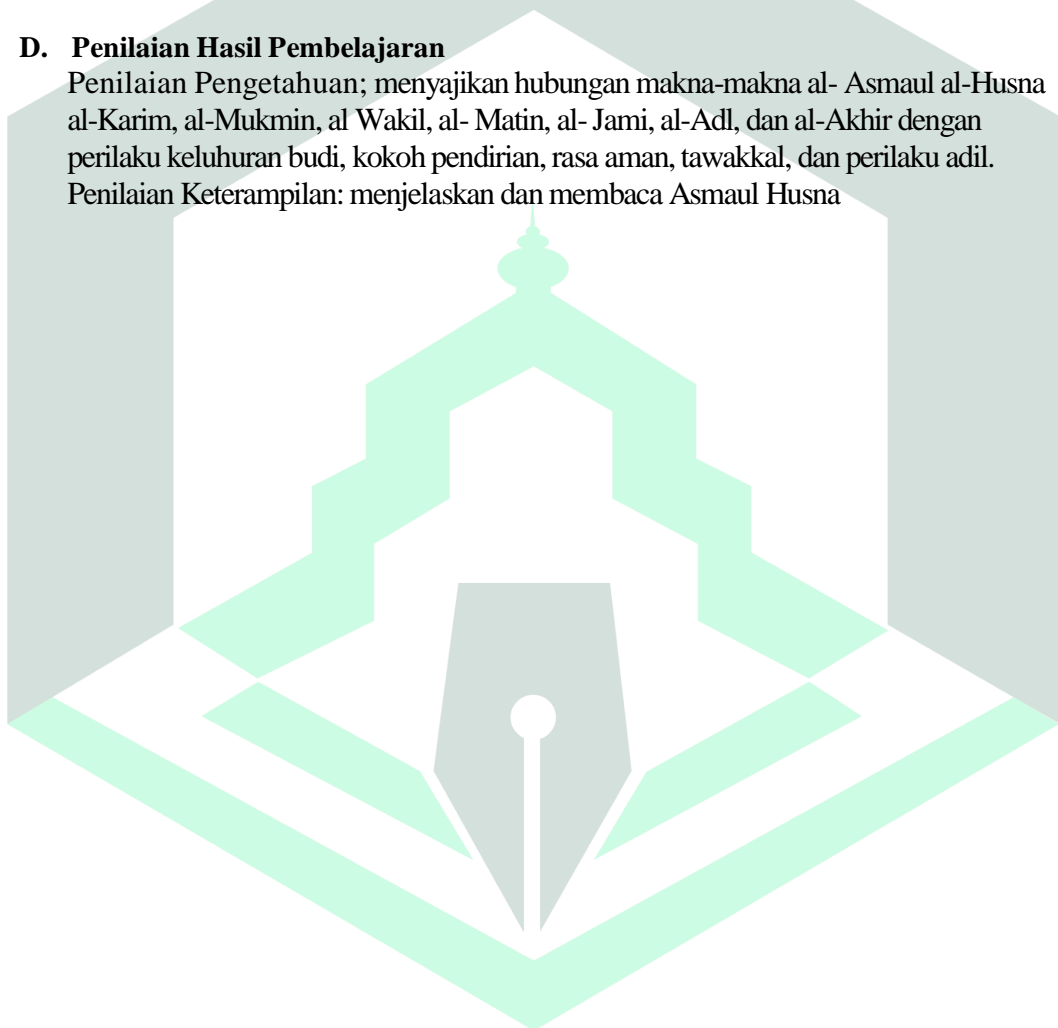 D. Penilaian Hasil Pembelajaran
Penilaian Pengetahuan; menyajikan hubungan makna-makna al- Asmaul al-Husna
al-Karim, al-Mukmin, al Wakil, al- Matin, al- Jami, al-Adl, dan al-Akhir dengan
perilaku keluhuran budi, kokoh pendirian, rasa aman, tawakkal, dan perilaku adil.
Penilaian Keterampilan: menjelaskan dan membaca Asmaul Husna